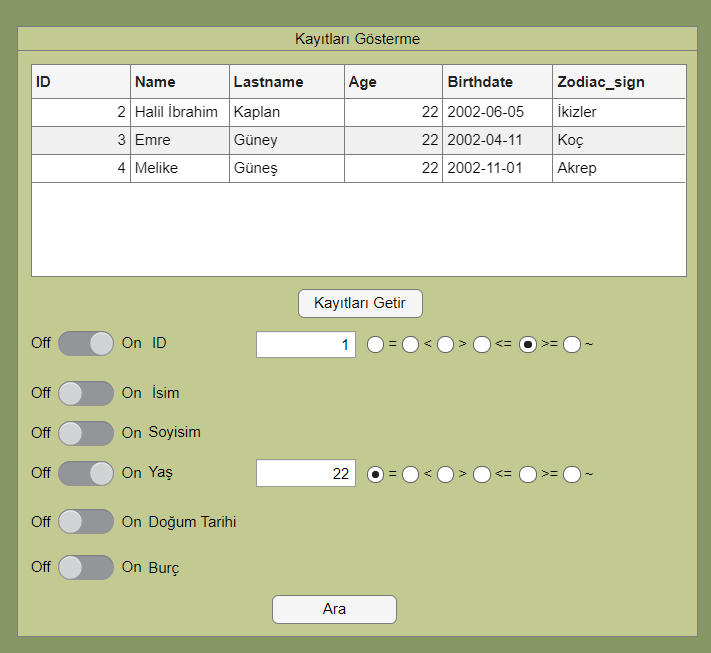 Kayıtları Gösterme
ID Name Lastname Age Birthdate Zodiac_sign
2 Halil İbrahim Kaplan 22 2002-06-05 İkizler
3 Emre Güney 22 2002-04-11 Koç
4 Melike Güneş 22 2002-11-01 Akrep
Kayıtları Getir
Off On ID 1 = < > <= >= ~
Off On İsim
Off On Soyisim
Off On Yaş 22 = < > <= >= ~
Off On Doğum Tarihi
Off On Burç
Ara